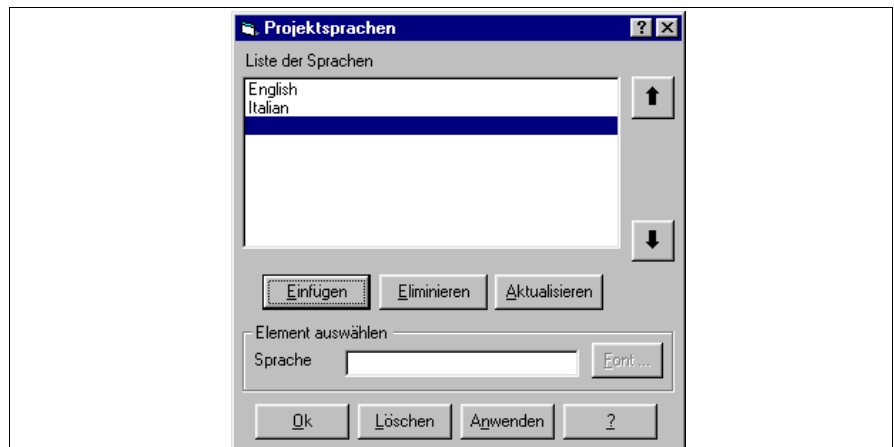 Projektsprachen
Liste der Sprachen
English
Italian
Einfügen Eliminieren Aktualisieren
Element auswählen
Sprache Font ...
Ok Löschen Anwenden ?